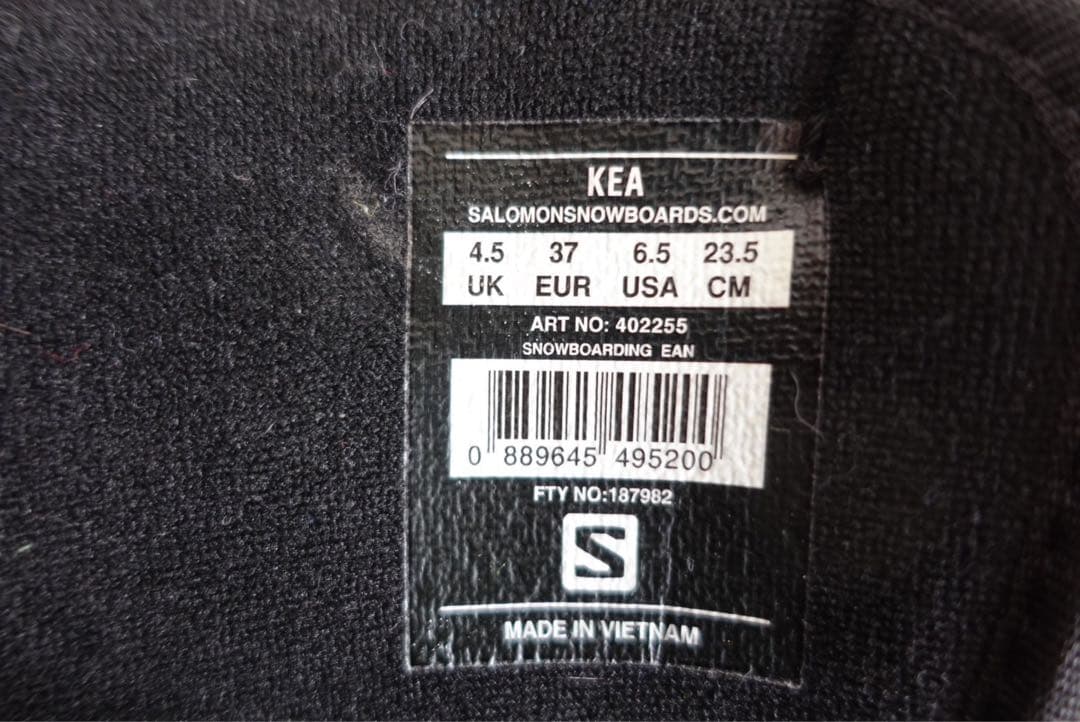 KEA
SALOMONSNOWBOARDS.COM
4.5 37 6.5 23.5
UK EUR USA CM
ART NO: 402255
SNOWBOARDING EAN
0 889645 495200
FTY NO:187982
S
MADE IN VIETNAM